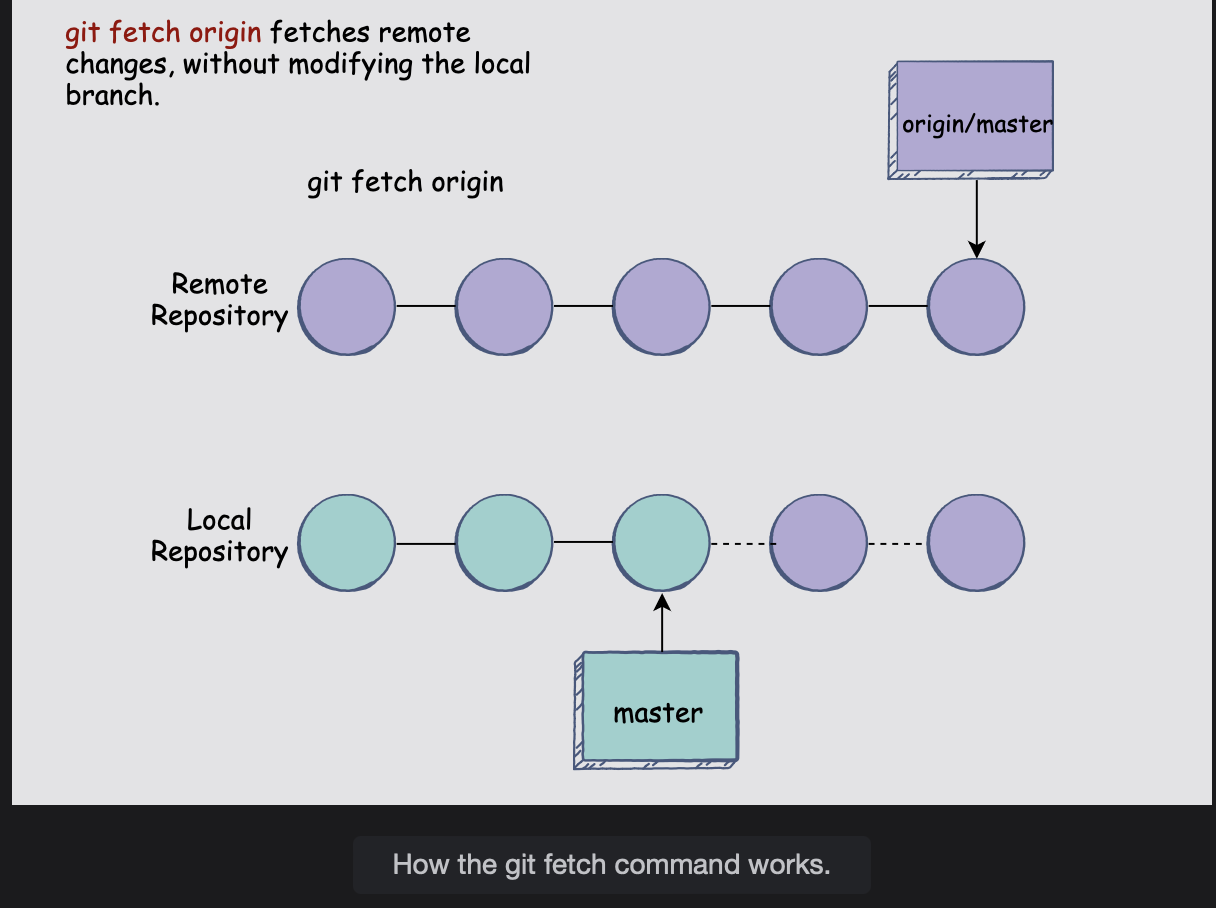 git fetch origin fetches remote
changes, without modifying the local
branch.
origin/master
git fetch origin
Remote
Repository
Local
Repository
master
How the git fetch command works.